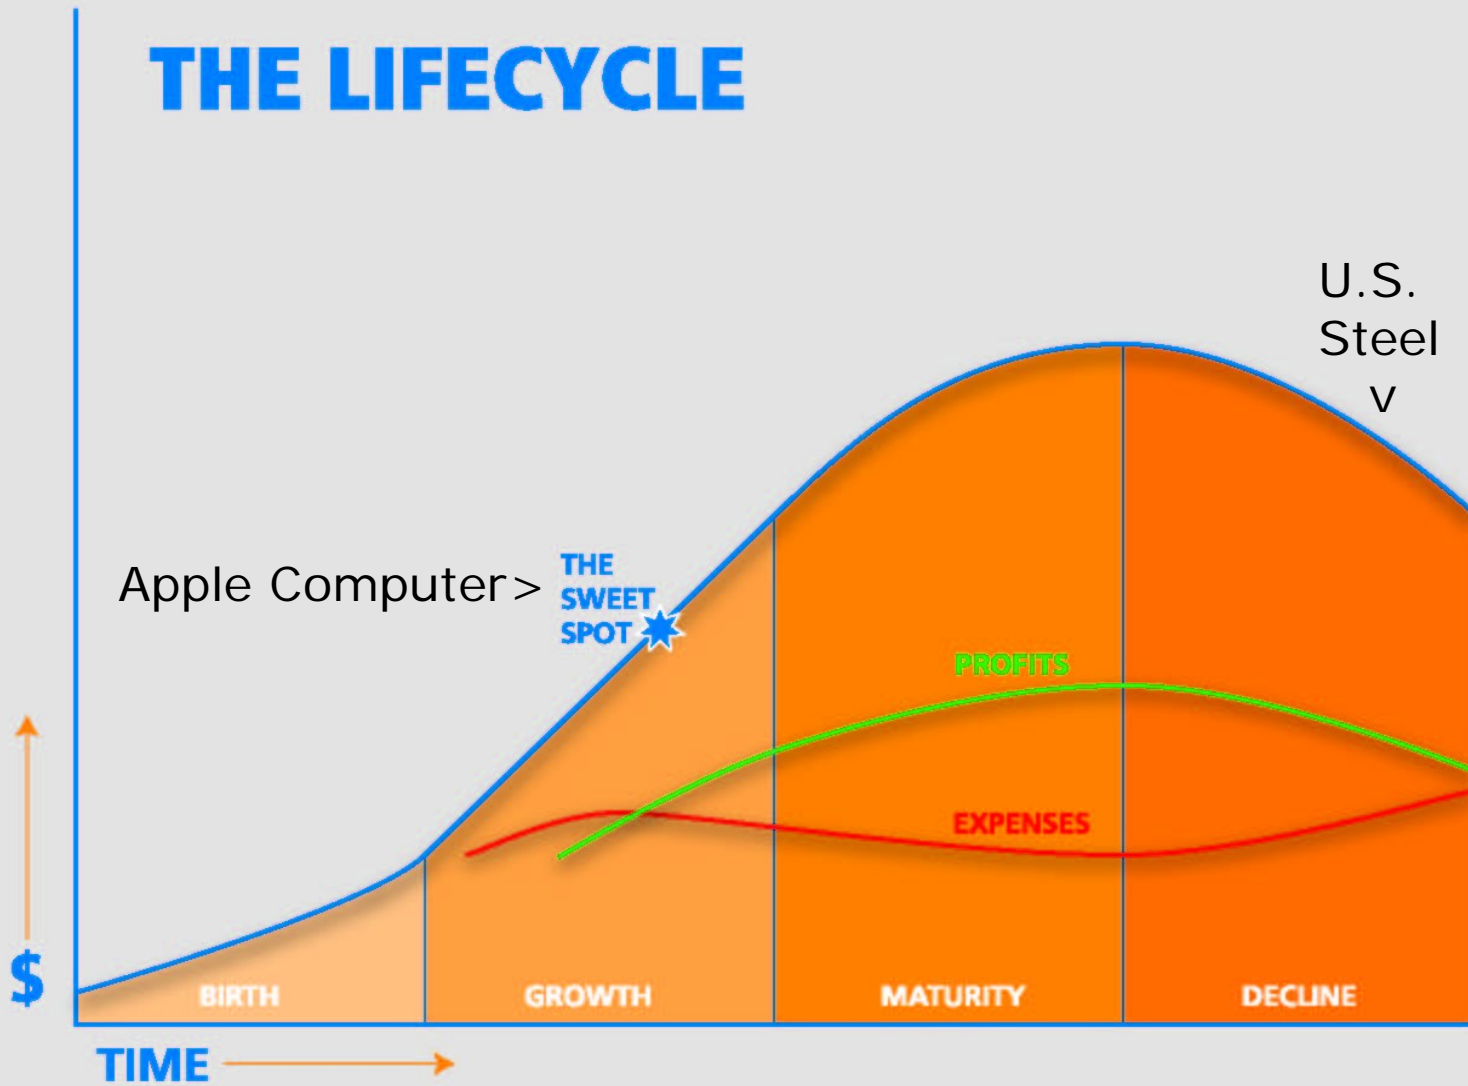 THE LIFECYCLE
U.S.
Steel
v
Apple Computer>
THE
SWEET
SPOT
PROFITS
EXPENSES
$
BIRTH
GROWTH
MATURITY
DECLINE
TIME